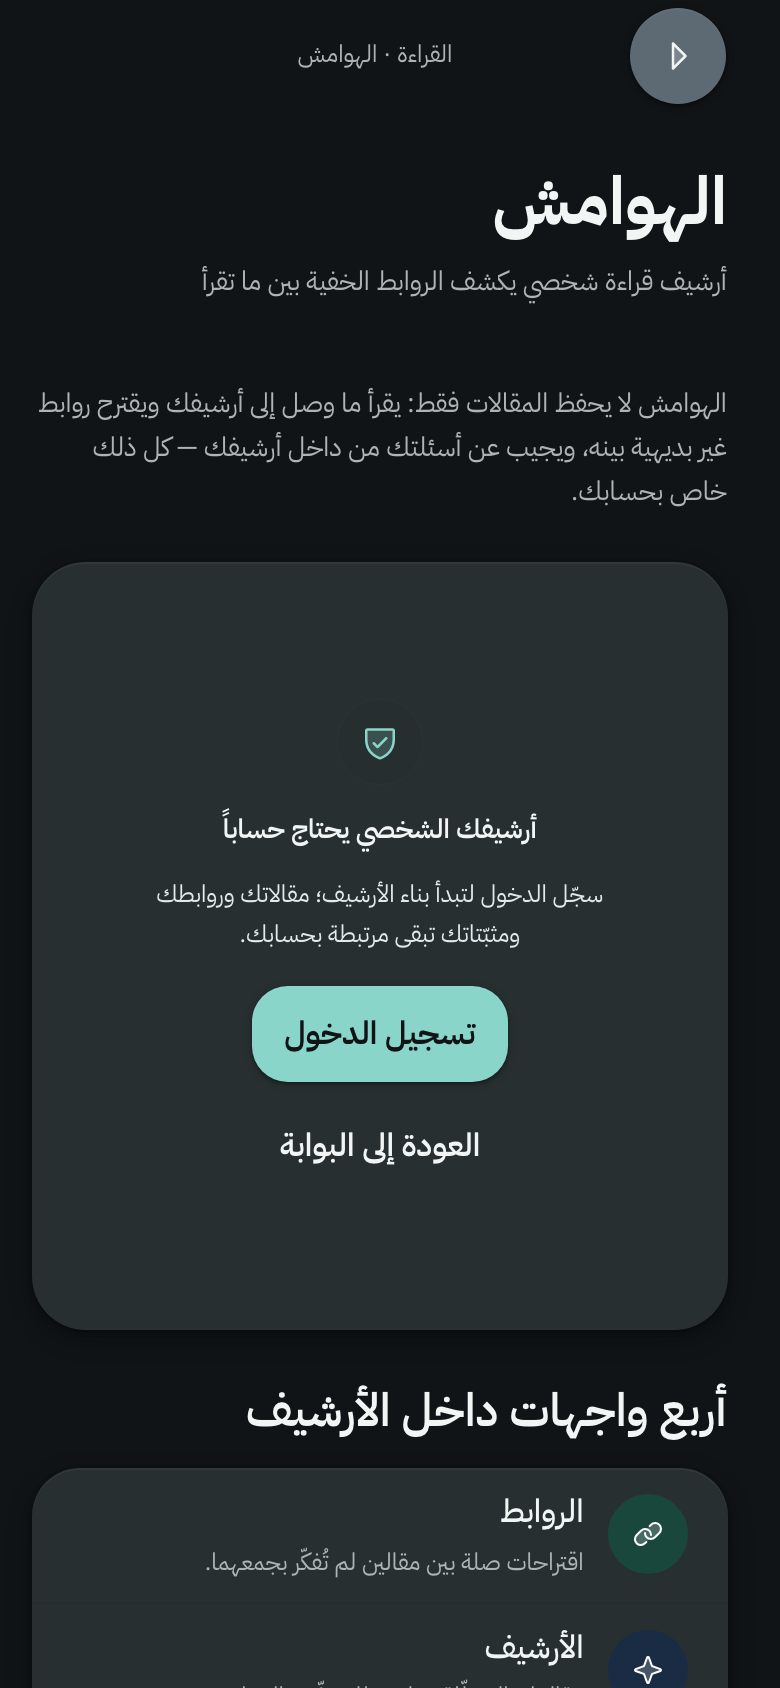 القراءة · الهوامش
الهوامش
أرشيف قراءة شخصي يكشف الروابط الخفية بين ما تقرأ
الهوامش لا يحفظ المقالات فقط: يقرأ ما وصل إلى أرشيفك ويقترح روابط
غير بديهية بينه، ويجيب عن أسئلتك من داخل أرشيفك — كل ذلك
خاص بحسابك.
أرشيفك الشخصي يحتاج حساباً
سجّل الدخول لتبدأ بناء الأرشيف؛ مقالاتك وروابطك
ومثبّتاتك تبقى مرتبطة بحسابك.
تسجيل الدخول
العودة إلى البوابة
أربع واجهات داخل الأرشيف
الروابط
اقتراحات صلة بين مقالين لم تُفكّر بجمعهما.
الأرشيف